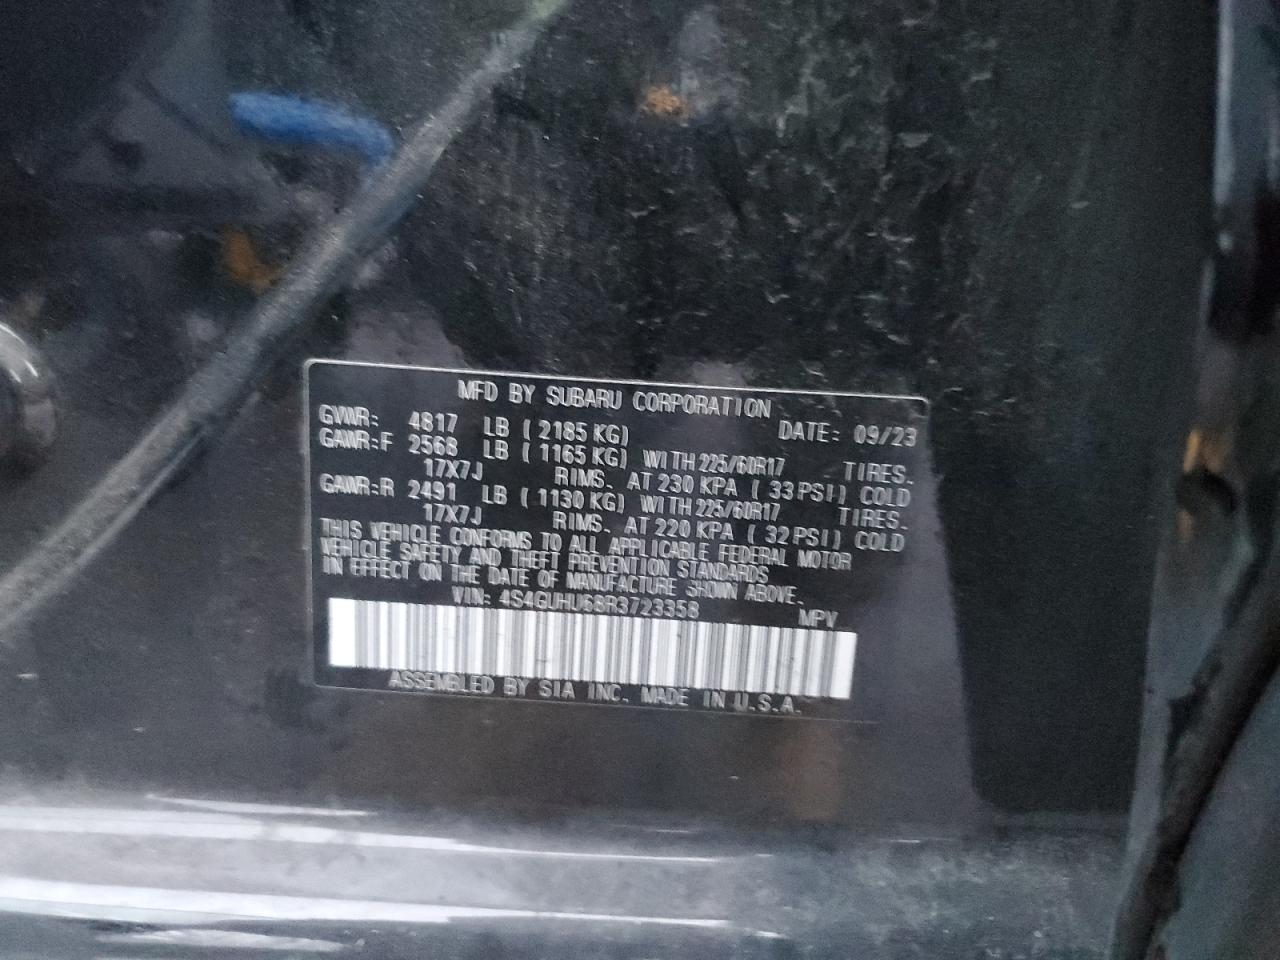 MFD BY SUBARU CORPORATION
GVWR: 4817 LB ( 2185 KG) DATE: 09/23
GAWR:F 2568 LB ( 1165 KG) WITH 225/60R17 TIRES.
17X7J RIMS. AT 230 KPA ( 33 PSI) COLD
GAWR:R 2491 LB ( 1130 KG) WITH 225/60R17 TIRES.
17X7J RIMS. AT 220 KPA ( 32 PSI) COLD
THIS VEHICLE CONFORMS TO ALL APPLICABLE FEDERAL MOTOR
VEHICLE SAFETY AND THEFT PREVENTION STANDARDS
IN EFFECT ON THE DATE OF MANUFACTURE SHOWN ABOVE.
VIN: 4S4GUHU68R3723358 MPV
ASSEMBLED BY SIA INC. MADE IN U.S.A.